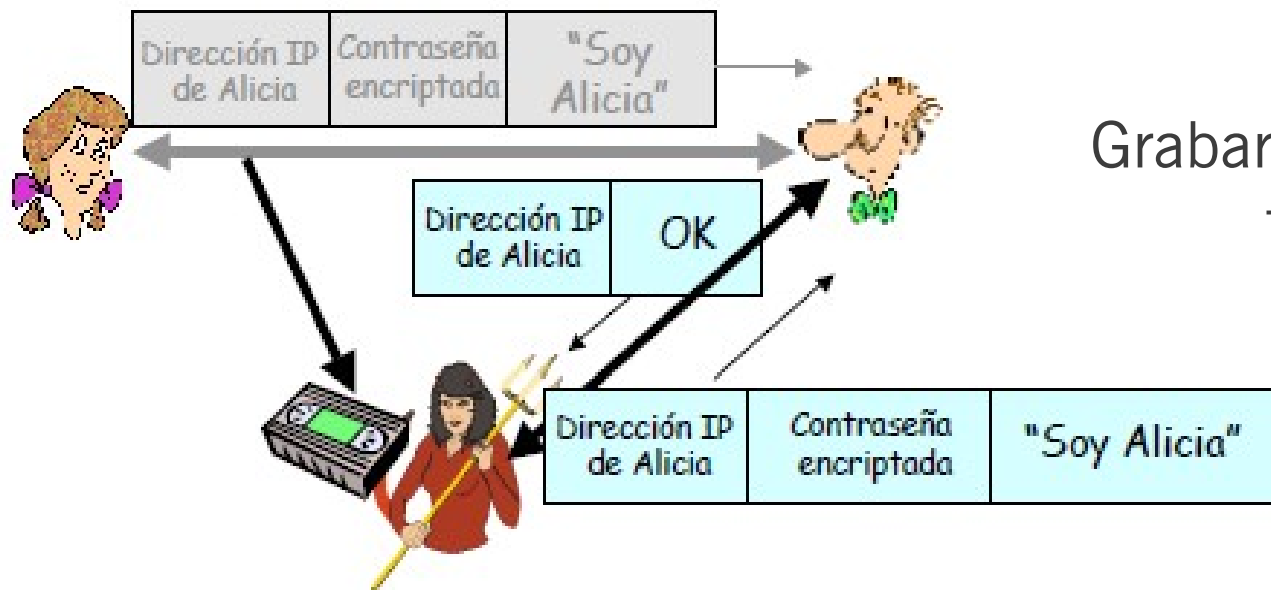 Dirección IP
de Alicia
Contraseña
encriptada
"Soy
Alicia"
Grabar
Dirección IP
de Alicia
OK
Dirección IP
de Alicia
Contraseña
encriptada
"Soy Alicia"